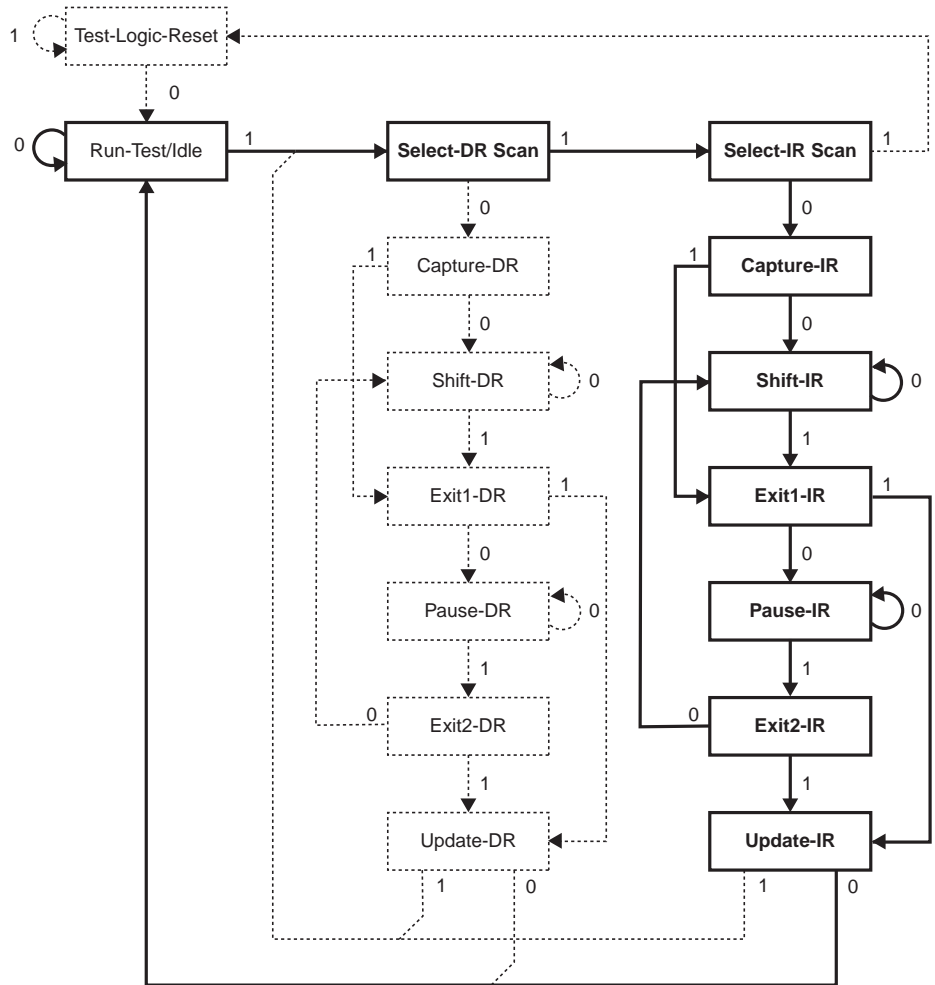 Test-Logic-Reset
1
0
Run-Test/Idle
0
1
Select-DR Scan
1
Select-IR Scan
1
0
0
Capture-DR
1
Capture-IR
1
0
0
Shift-DR
0
Shift-IR
0
1
1
Exit1-DR
1
Exit1-IR
1
0
0
Pause-DR
0
Pause-IR
0
1
1
Exit2-DR
0
Exit2-IR
0
1
1
Update-DR
Update-IR
1
0
1
0